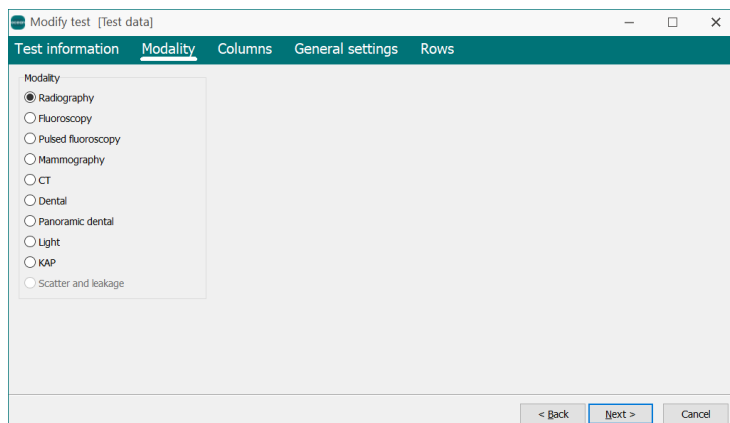 Modify test [Test data]
Test information Modality Columns General settings Rows
Modality
Radiography
Fluoroscopy
Pulsed fluoroscopy
Mammography
CT
Dental
Panoramic dental
Light
KAP
Scatter and leakage
< Back Next > Cancel